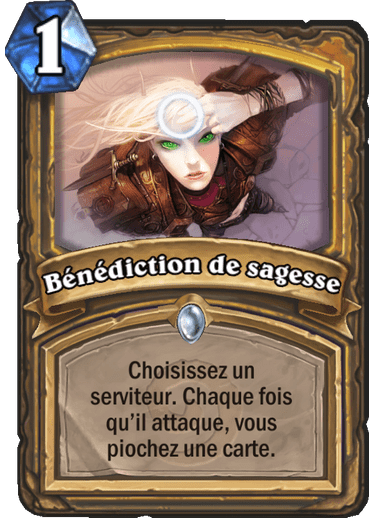 1
Bénédiction de sagesse
Choisissez un
serviteur. Chaque fois
qu'il attaque, vous
piochez une carte.